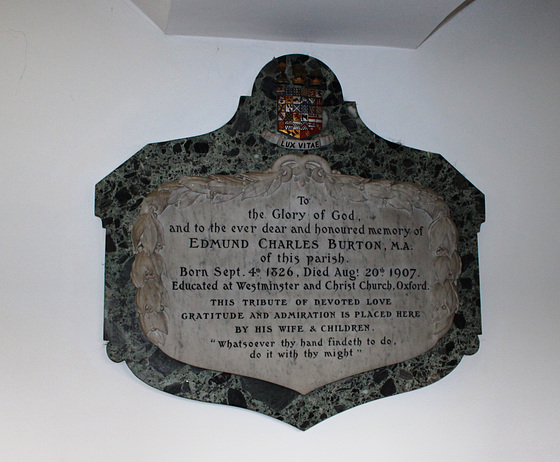 LUX VITAE
To
the Glory of God,
and to the ever dear and honoured memory of
EDMUND CHARLES BURTON, M.A.
of this parish.
Born Sept. 4th 1826, Died Augt 20th 1907.
Educated at Westminster and Christ Church, Oxford.
THIS TRIBUTE OF DEVOTED LOVE
GRATITUDE AND ADMIRATION IS PLACED HERE
BY HIS WIFE & CHILDREN.
"Whatsoever thy hand findeth to do,
do it with thy might"